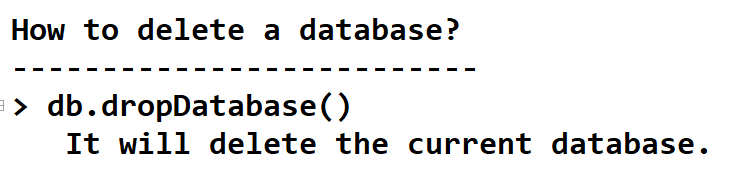 How to delete a database?
--------------------------
> db.dropDatabase()
It will delete the current database.